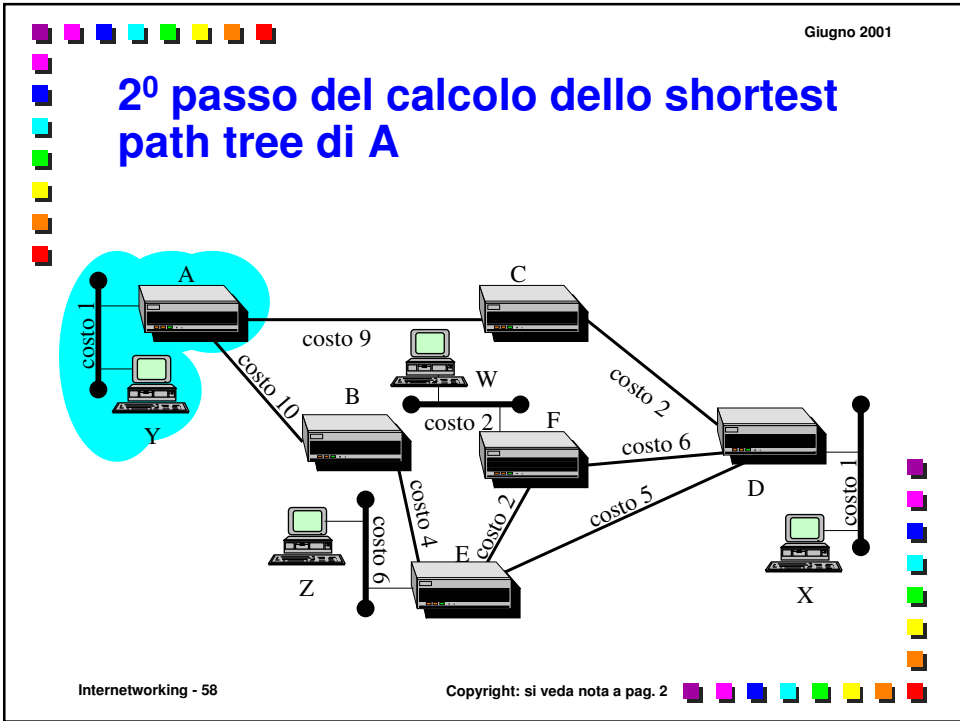 Giugno 2001
2⁰ passo del calcolo dello shortest
path tree di A
A
C
costo 1
costo 9
W
costo 2
costo 10
B
costo 2
F
Y
costo 6
D
costo 1
costo 4
costo 2
costo 5
costo 6
E
Z
X
Internetworking - 58
Copyright: si veda nota a pag. 2